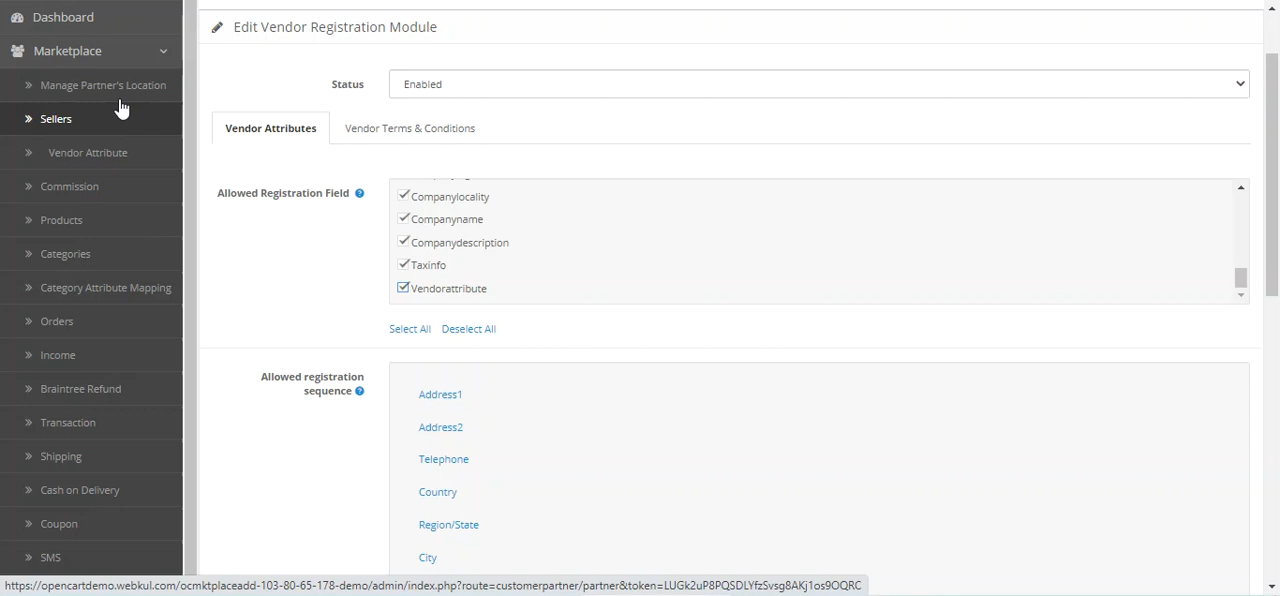 Dashboard
Marketplace
Manage Partner's Location
Sellers
Vendor Attribute
Commission
Products
Categories
Category Attribute Mapping
Orders
Income
Braintree Refund
Transaction
Shipping
Cash on Delivery
Coupon
SMS
Edit Vendor Registration Module
Status
Enabled
Vendor Attributes
Vendor Terms & Conditions
Allowed Registration Field
Companylocality
Companyname
Companydescription
Taxinfo
Vendorattribute
Select All Deselect All
Allowed registration
sequence
Address1
Address2
Telephone
Country
Region/State
City
https://opencartdemo.webkul.com/ocmktplaceadd-103-80-65-178-demo/admin/index.php?route=customerpartner/partner&token=LUGk2uP8PQSDLYfzSvsg8AKj1os9OQRC